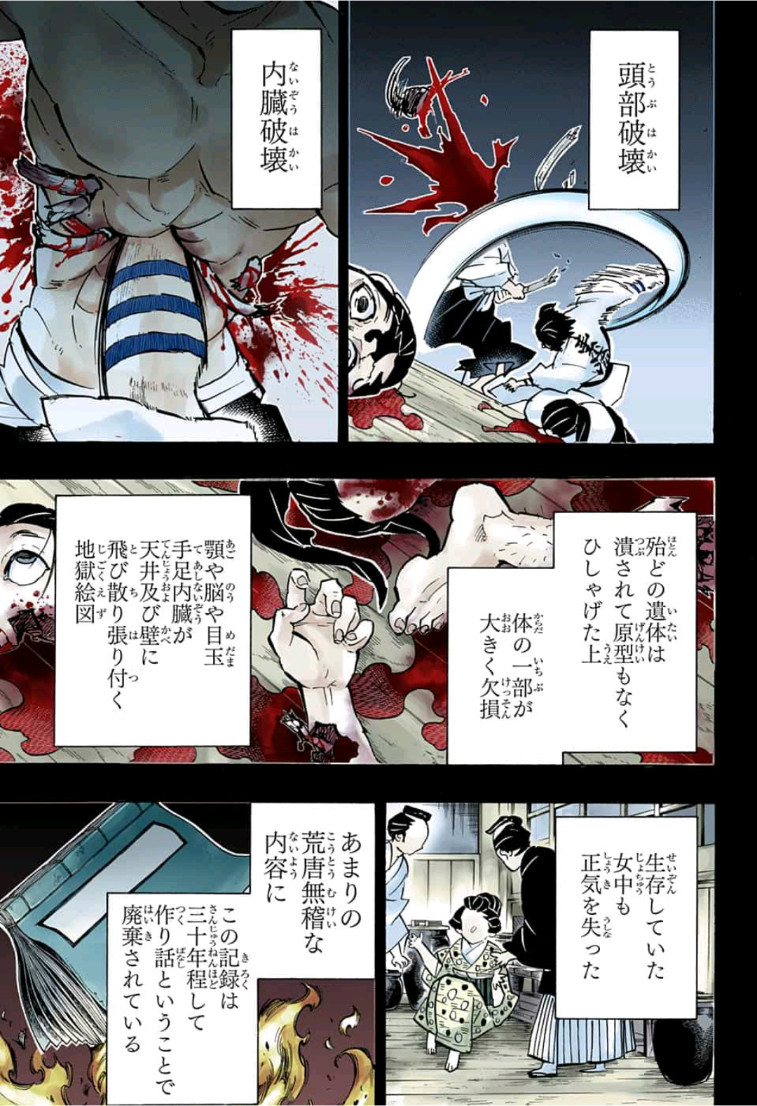 頭部破壊
内臓破壊
殆どの遺体は
潰されて原型もなく
ひしゃげた上
体の一部が
大きく欠損
顎や脳や目玉
手足内臓が
天井及び壁に
飛び散り張り付く
地獄絵図
生存していた
女中も
正気を失った
あまりの
荒唐無稽な
内容に
この記録は
三十年程して
作り話ということで
廃棄されている